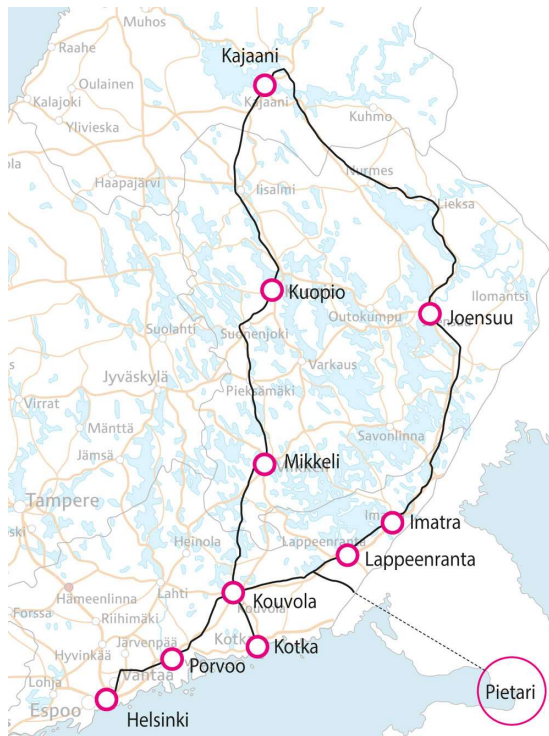 Muhos
Raahe
Kajaani
Oulainen
Kalajoki
Kajaani
Kuhmo
Ylivieska
Haapajärvi
Iisalmi
Nurmes
Lieksa
Kuopio
Ilomantsi
Outokumpu
Joensuu
Suolahti
Suonenjoki
Varkaus
Jyväskylä
Pieksämäki
Virrat
Mänttä
Savonlinna
Jämsä
Mikkeli
Tampere
Imatra
Heinola
Lappeenranta
Lappeenranta
Hämeenlinna
Lahti
Kouvola
Kouvola
Forssa
Riihimäki
Järvenpää
Kotka
Hyvinkää
Kotka
Porvoo
Vantaa
Lohja
Pietari
Espoo
Helsinki